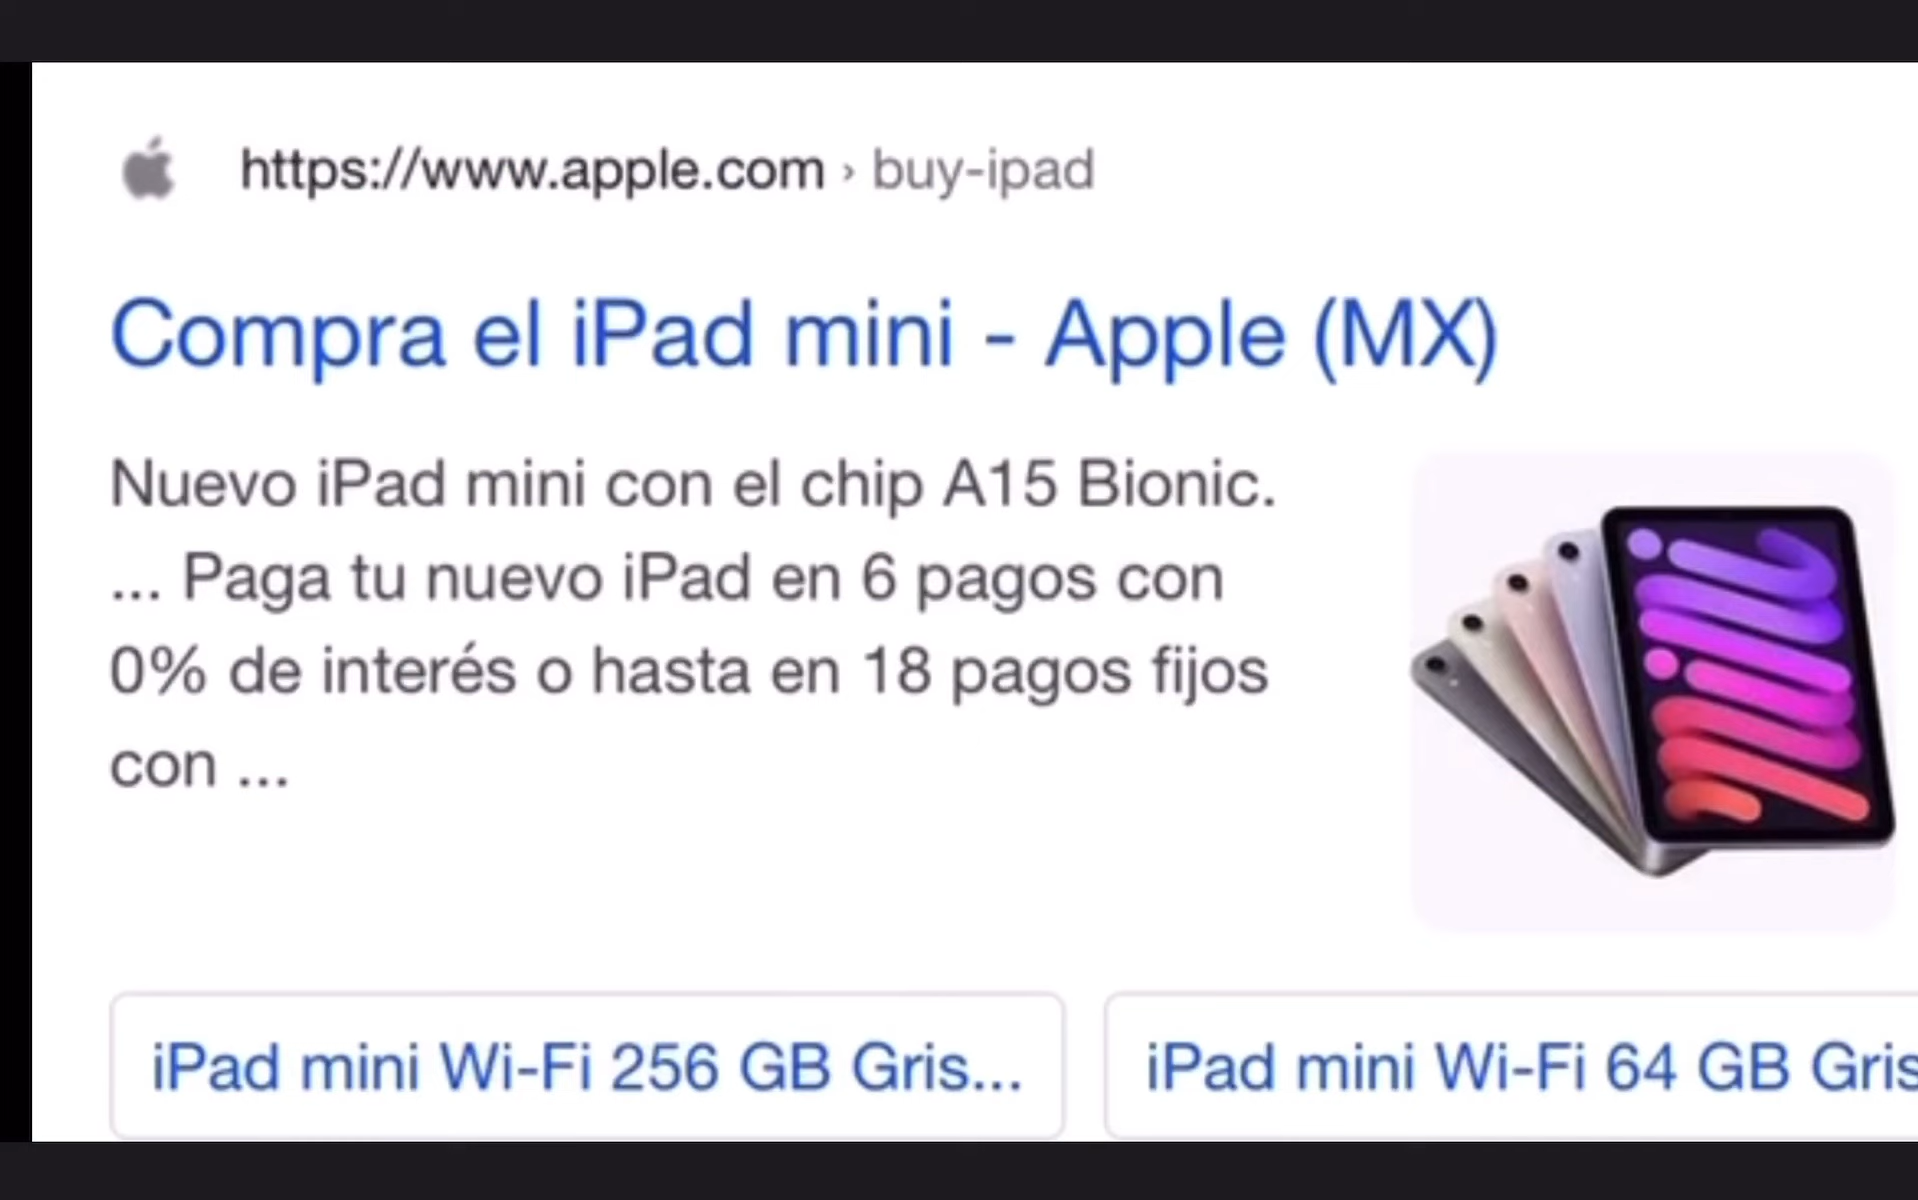 https://www.apple.com › buy-ipad
Compra el iPad mini - Apple (MX)
Nuevo iPad mini con el chip A15 Bionic.
... Paga tu nuevo iPad en 6 pagos con
0% de interés o hasta en 18 pagos fijos
con ...
iPad mini Wi-Fi 256 GB Gris...
iPad mini Wi-Fi 64 GB Gris